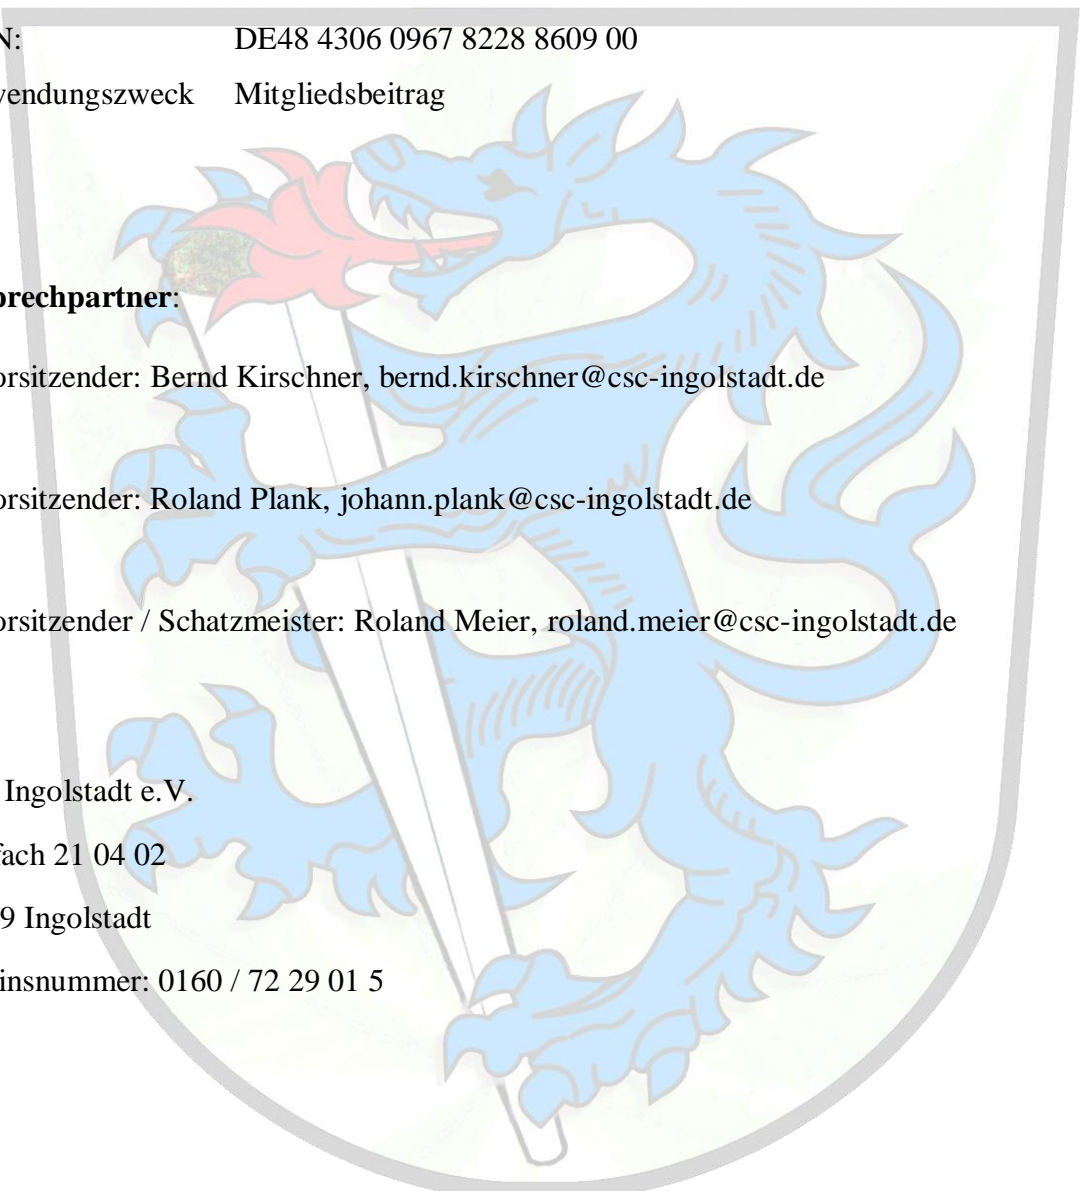 N: DE48 4306 0967 8228 8609 00
wendungszweck Mitgliedsbeitrag
prechpartner:
orsitzender: Bernd Kirschner, bernd.kirschner@csc-ingolstadt.de
orsitzender: Roland Plank, johann.plank@csc-ingolstadt.de
orsitzender / Schatzmeister: Roland Meier, roland.meier@csc-ingolstadt.de
Ingolstadt e.V.
fach 21 04 02
9 Ingolstadt
insnummer: 0160 / 72 29 01 5